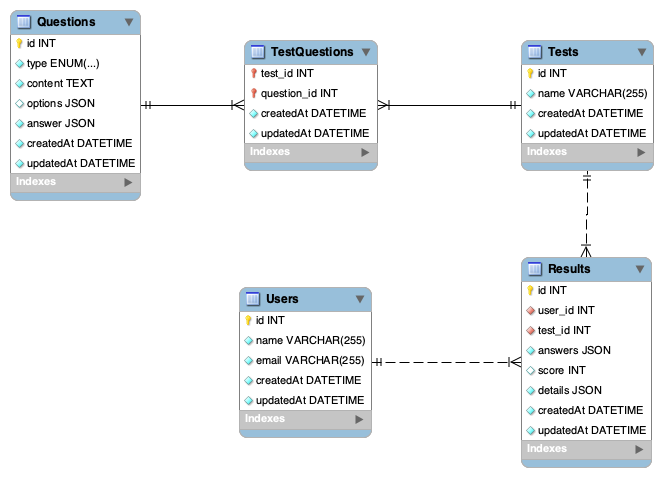 Questions
id INT
type ENUM(...)
content TEXT
options JSON
answer JSON
createdAt DATETIME
updatedAt DATETIME
Indexes
TestQuestions
test_id INT
question_id INT
createdAt DATETIME
updatedAt DATETIME
Indexes
Tests
id INT
name VARCHAR(255)
createdAt DATETIME
updatedAt DATETIME
Indexes
Users
id INT
name VARCHAR(255)
email VARCHAR(255)
createdAt DATETIME
updatedAt DATETIME
Indexes
Results
id INT
user_id INT
test_id INT
answers JSON
score INT
details JSON
createdAt DATETIME
updatedAt DATETIME
Indexes